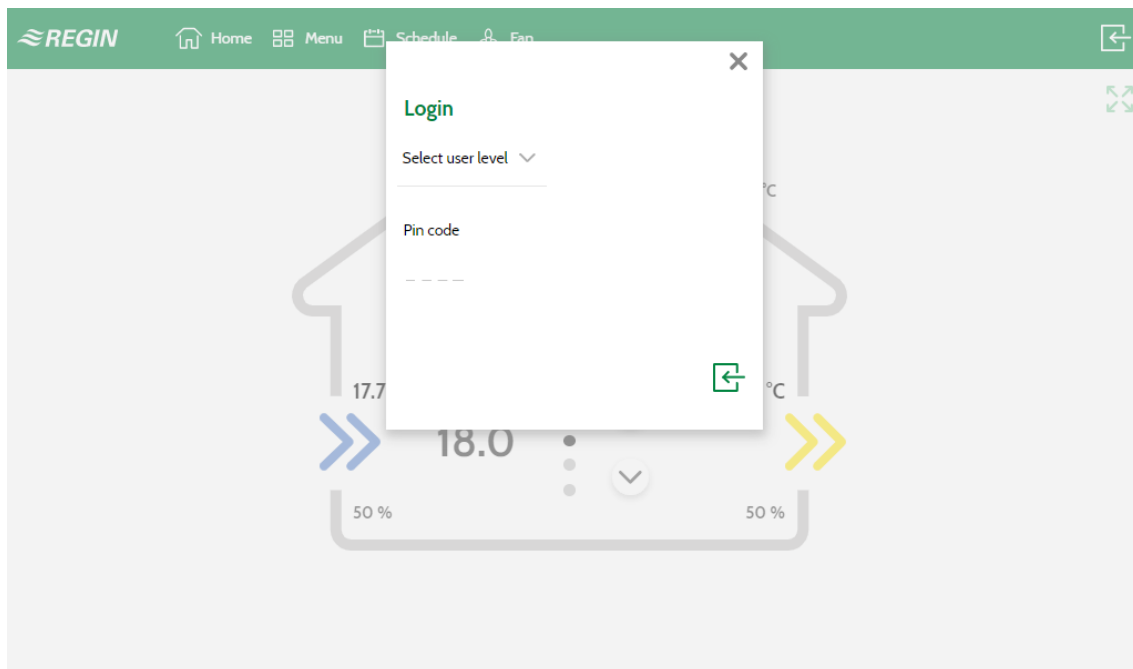 REGIN Home Menu Schedule Fan
Login
Select user level
°C
Pin code
17.7
°C
18.0
50 %
50 %